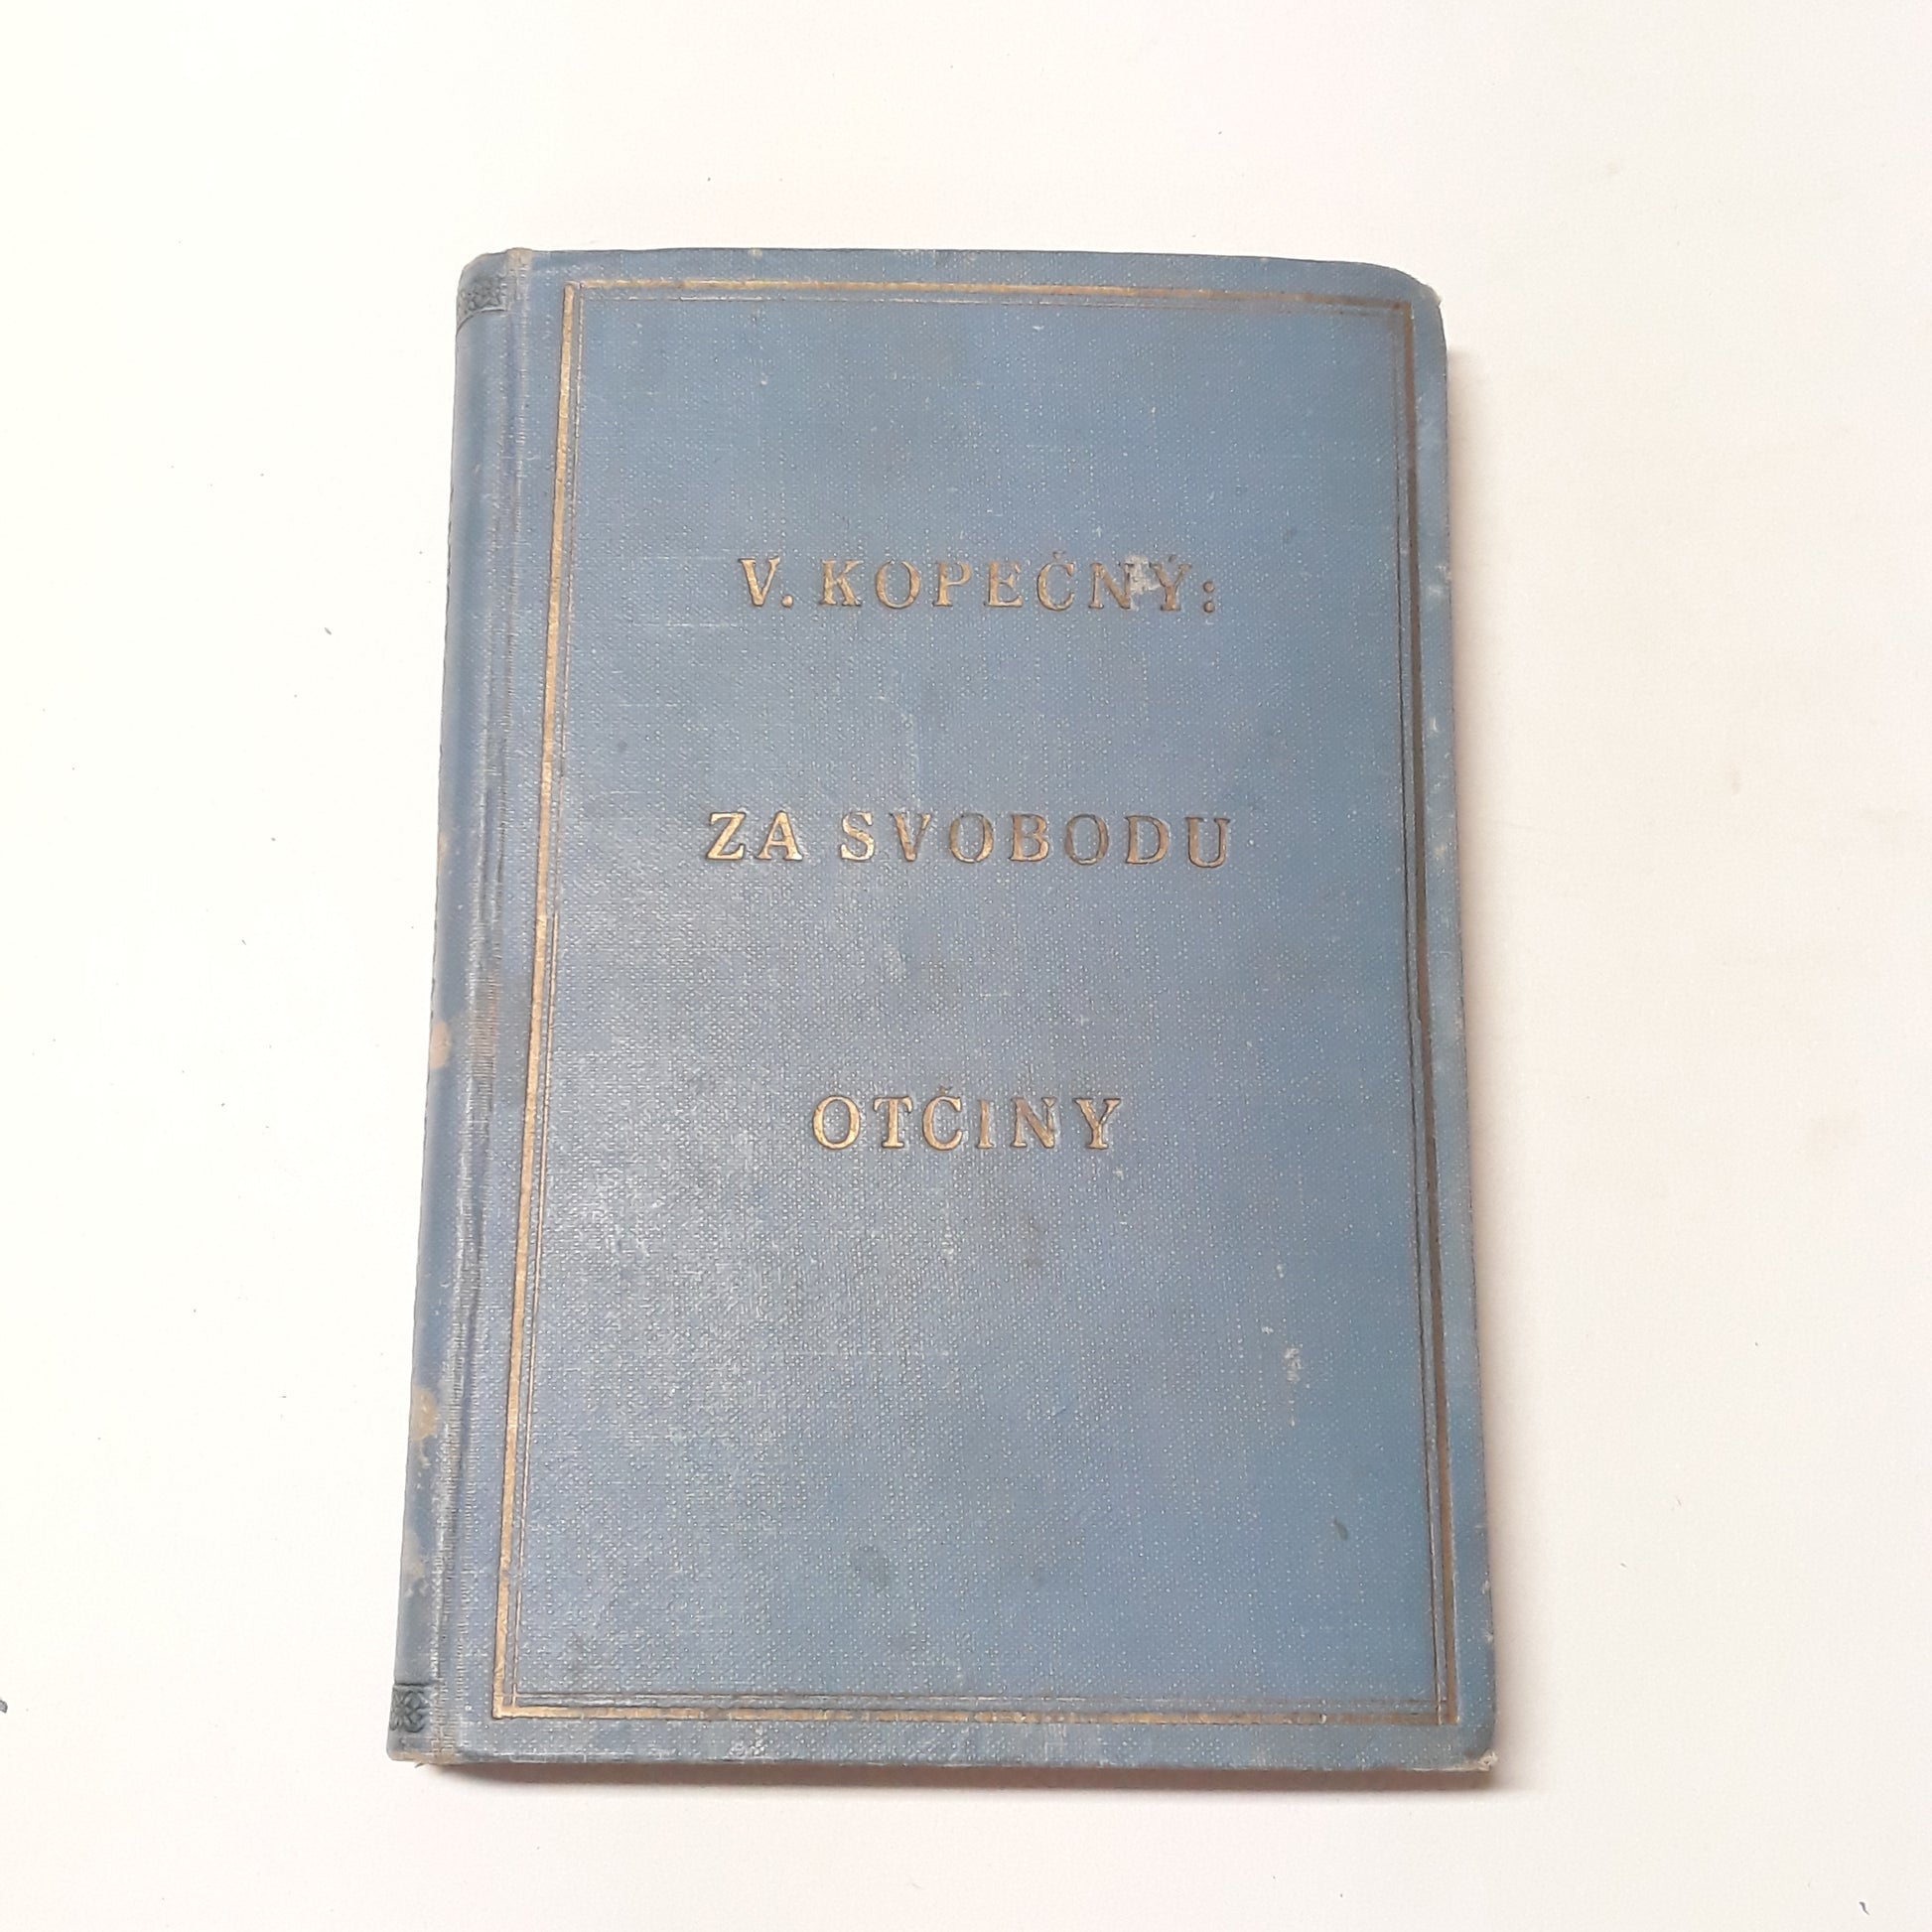 V. KOPEČNÝ:
ZA SVOBODU
OTČINY